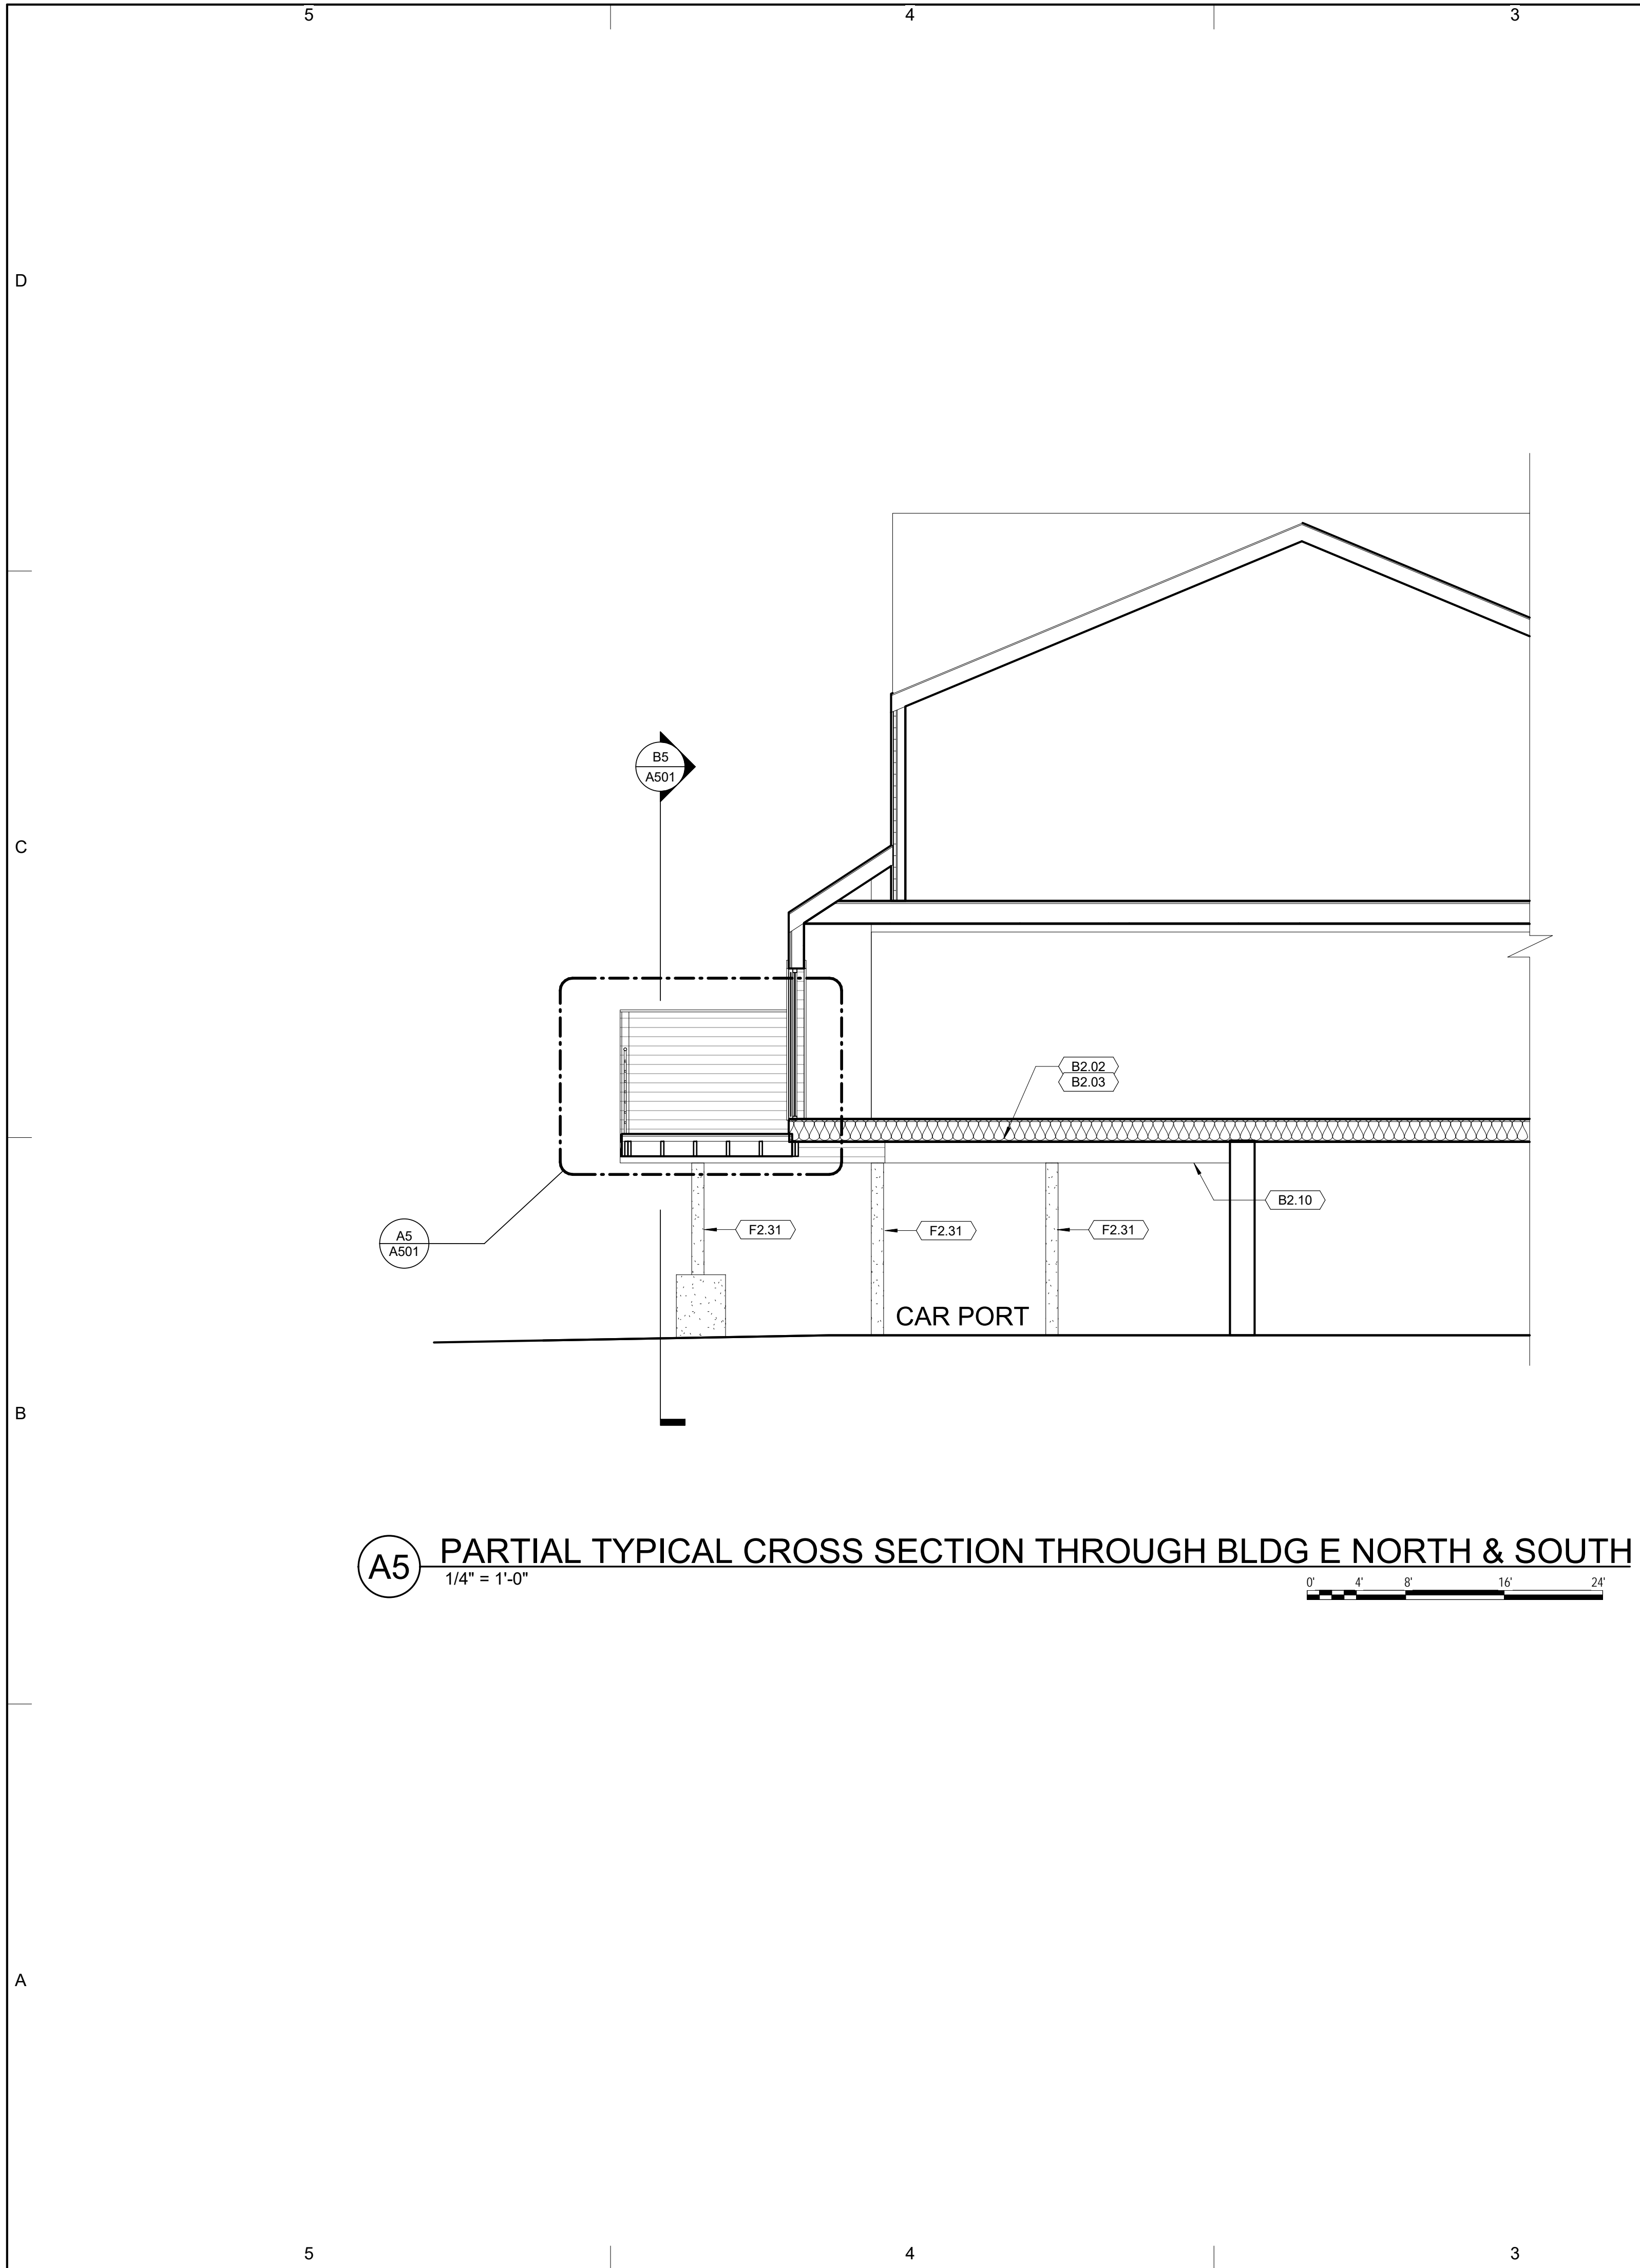 5 4 3
D
C
B5
A501
B2.02
B2.03
B2.10
F2.31 F2.31 F2.31
A5
A501
CAR PORT
B
A5 PARTIAL TYPICAL CROSS SECTION THROUGH BLDG E NORTH & SOUTH
1/4" = 1'-0"
0' 4' 8' 16' 24'
A
5 4 3